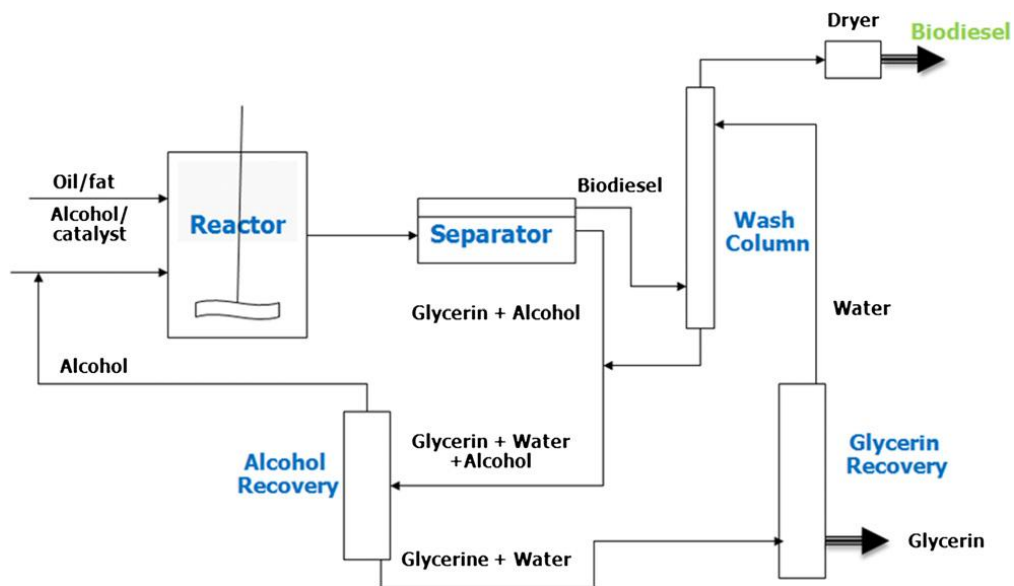 Dryer
Biodiesel
Oil/fat
Alcohol/
catalyst
Reactor
Separator
Biodiesel
Wash
Column
Glycerin + Alcohol
Water
Alcohol
Alcohol
Recovery
Glycerin + Water
+Alcohol
Glycerin
Recovery
Glycerine + Water
Glycerin